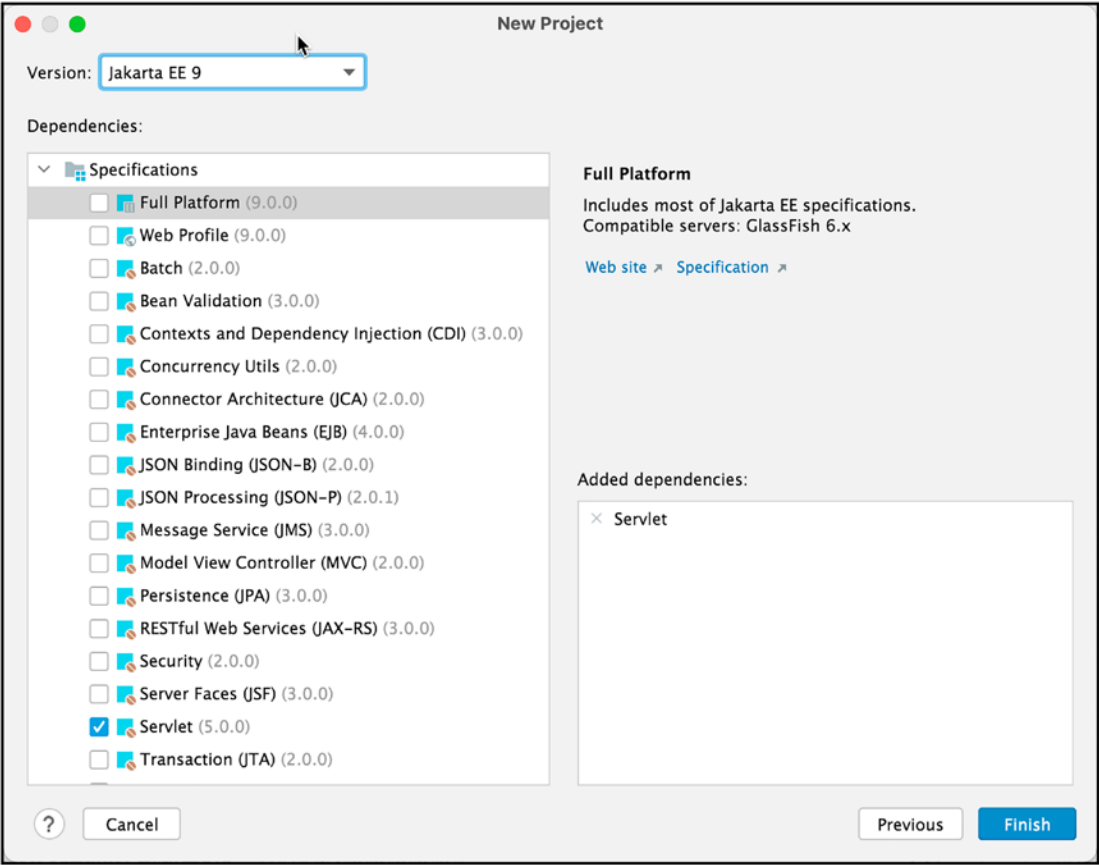 New Project
Version: Jakarta EE 9
Dependencies:
Specifications
Full Platform (9.0.0)
Web Profile (9.0.0)
Batch (2.0.0)
Bean Validation (3.0.0)
Contexts and Dependency Injection (CDI) (3.0.0)
Concurrency Utils (2.0.0)
Connector Architecture (JCA) (2.0.0)
Enterprise Java Beans (EJB) (4.0.0)
JSON Binding (JSON-B) (2.0.0)
JSON Processing (JSON-P) (2.0.1)
Message Service (JMS) (3.0.0)
Model View Controller (MVC) (2.0.0)
Persistence (JPA) (3.0.0)
RESTful Web Services (JAX-RS) (3.0.0)
Security (2.0.0)
Server Faces (JSF) (3.0.0)
Servlet (5.0.0)
Transaction (JTA) (2.0.0)
Full Platform
Includes most of Jakarta EE specifications.
Compatible servers: GlassFish 6.x
Web site ↗ Specification ↗
Added dependencies:
× Servlet
? Cancel Previous Finish